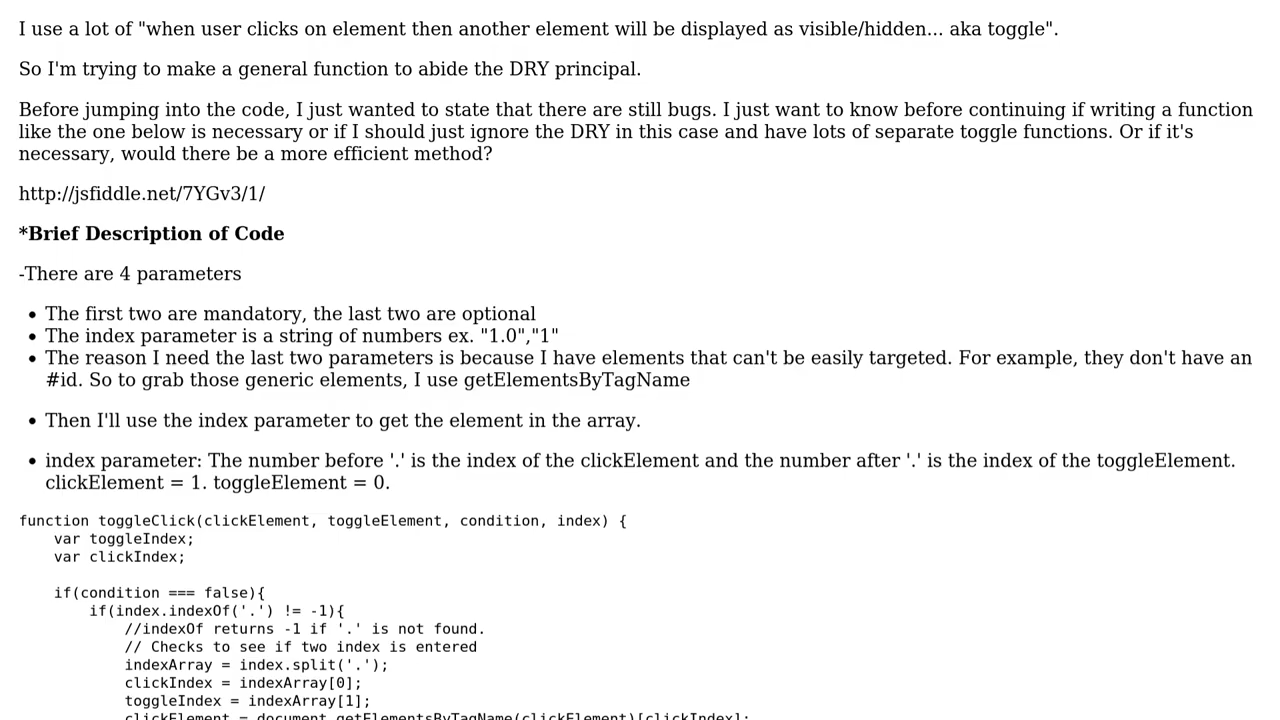 I use a lot of "when user clicks on element then another element will be displayed as visible/hidden... aka toggle".
So I'm trying to make a general function to abide the DRY principal.
Before jumping into the code, I just wanted to state that there are still bugs. I just want to know before continuing if writing a function
like the one below is necessary or if I should just ignore the DRY in this case and have lots of separate toggle functions. Or if it's
necessary, would there be a more efficient method?
http://jsfiddle.net/7YGv3/1/
*Brief Description of Code
-There are 4 parameters
• The first two are mandatory, the last two are optional
• The index parameter is a string of numbers ex. "1.0","1"
• The reason I need the last two parameters is because I have elements that can't be easily targeted. For example, they don't have an
#id. So to grab those generic elements, I use getElementsByTagName
• Then I'll use the index parameter to get the element in the array.
• index parameter: The number before '.' is the index of the clickElement and the number after '.' is the index of the toggleElement.
clickElement = 1. toggleElement = 0.
function toggleClick(clickElement, toggleElement, condition, index) {
    var toggleIndex;
    var clickIndex;
    if(condition === false){
        if(index.indexOf('.') != -1){
            //indexOf returns -1 if '.' is not found.
            // Checks to see if two index is entered
            indexArray = index.split('.');
            clickIndex = indexArray[0];
            toggleIndex = indexArray[1];
            clickElement = document.getElementsByTagName(clickElement)[clickIndex];